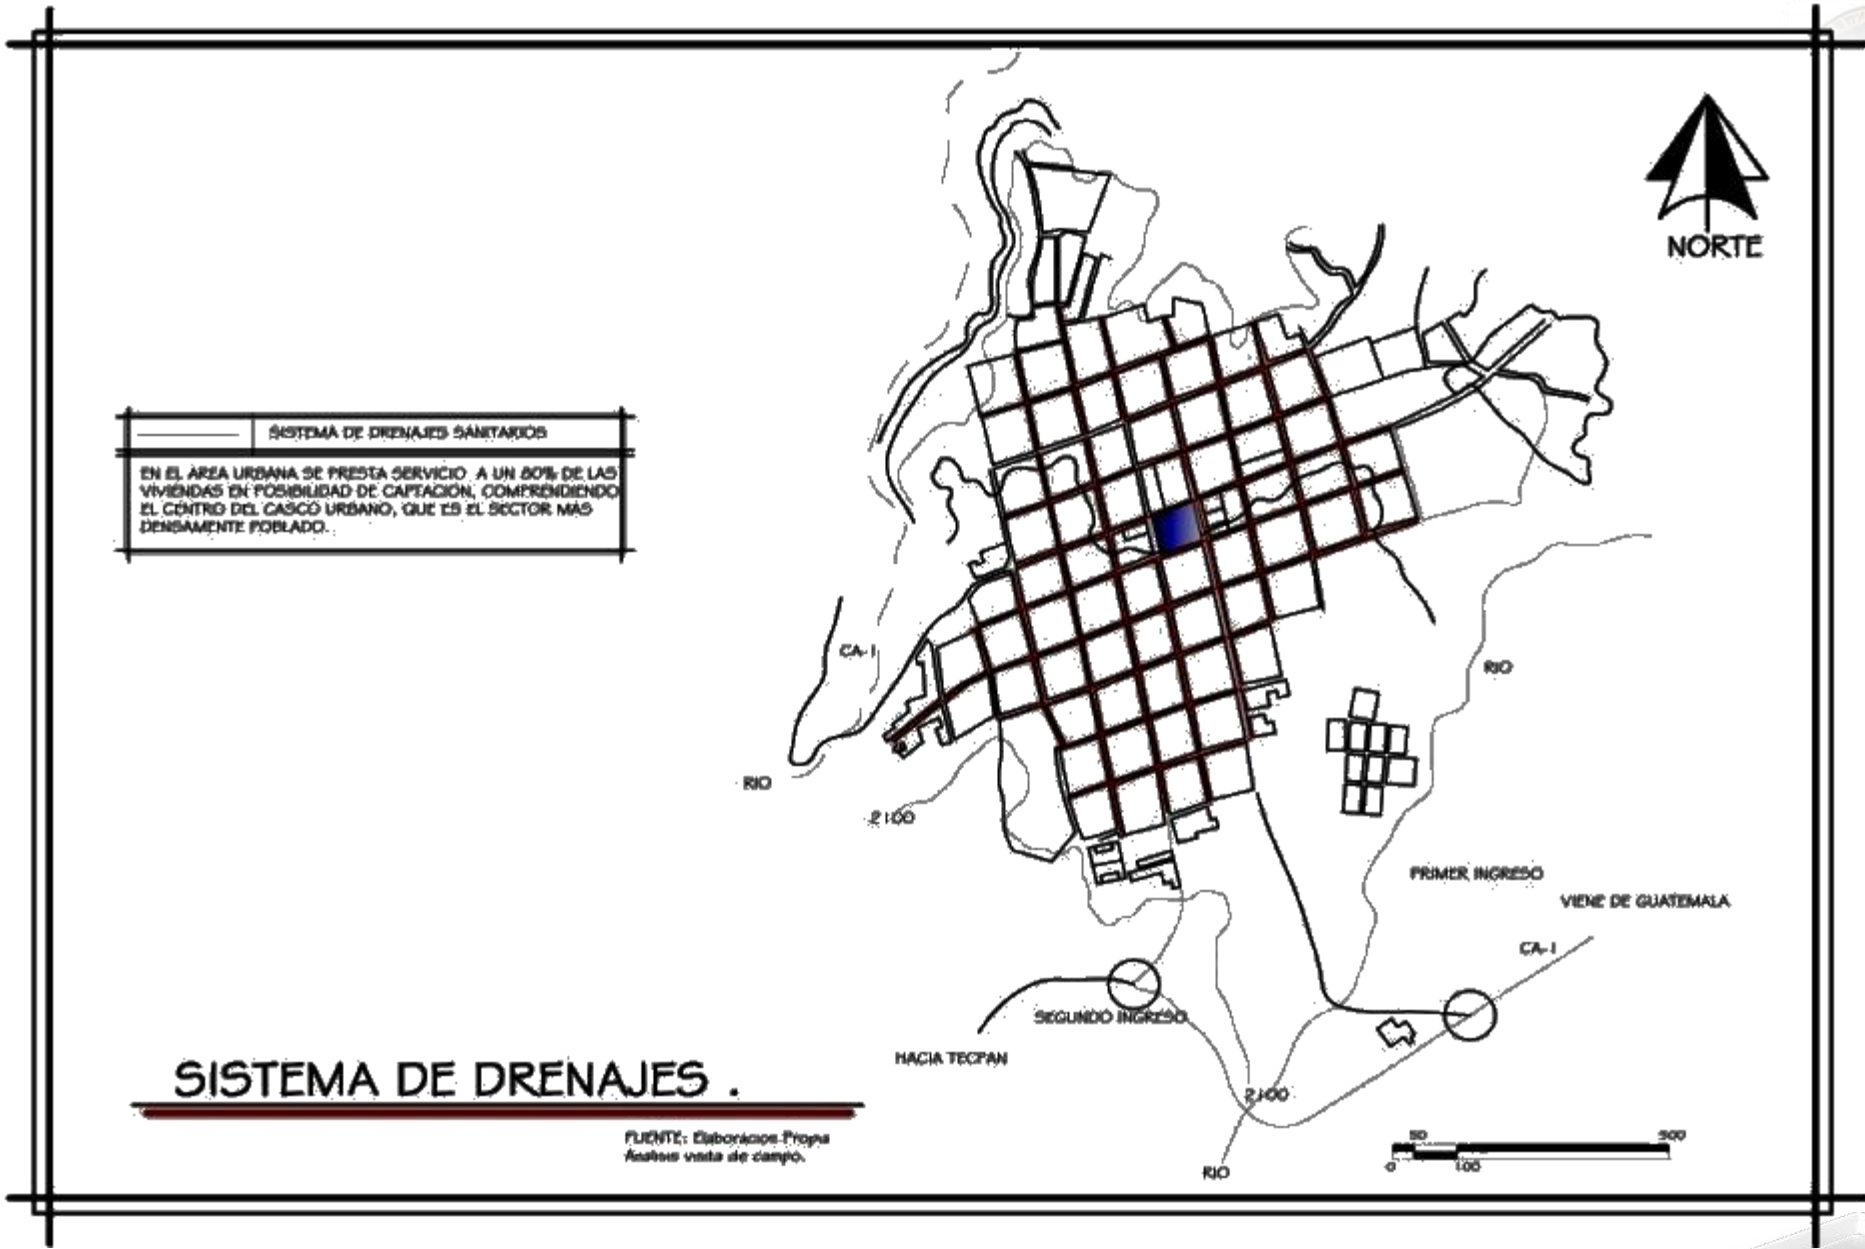 NORTE
SISTEMA DE DRENAJES SANITARIOS
EN EL AREA URBANA SE PRESTA SERVICIO A UN 80% DE LAS
VIVIENDAS EN POSIBILIDAD DE CAPTACION, COMPRENDIENDO
EL CENTRO DEL CASCO URBANO, QUE ES EL SECTOR MAS
DENSAMENTE POBLADO.
CA-1
RIO
RIO
2100
PRIMER INGRESO
VIENE DE GUATEMALA
CA-1
SEGUNDO INGRESO
HACIA TECPAN
2100
RIO
SISTEMA DE DRENAJES .
FUENTE: Elaboracion Propia
Analisis visita de campo.
50 500
0 100